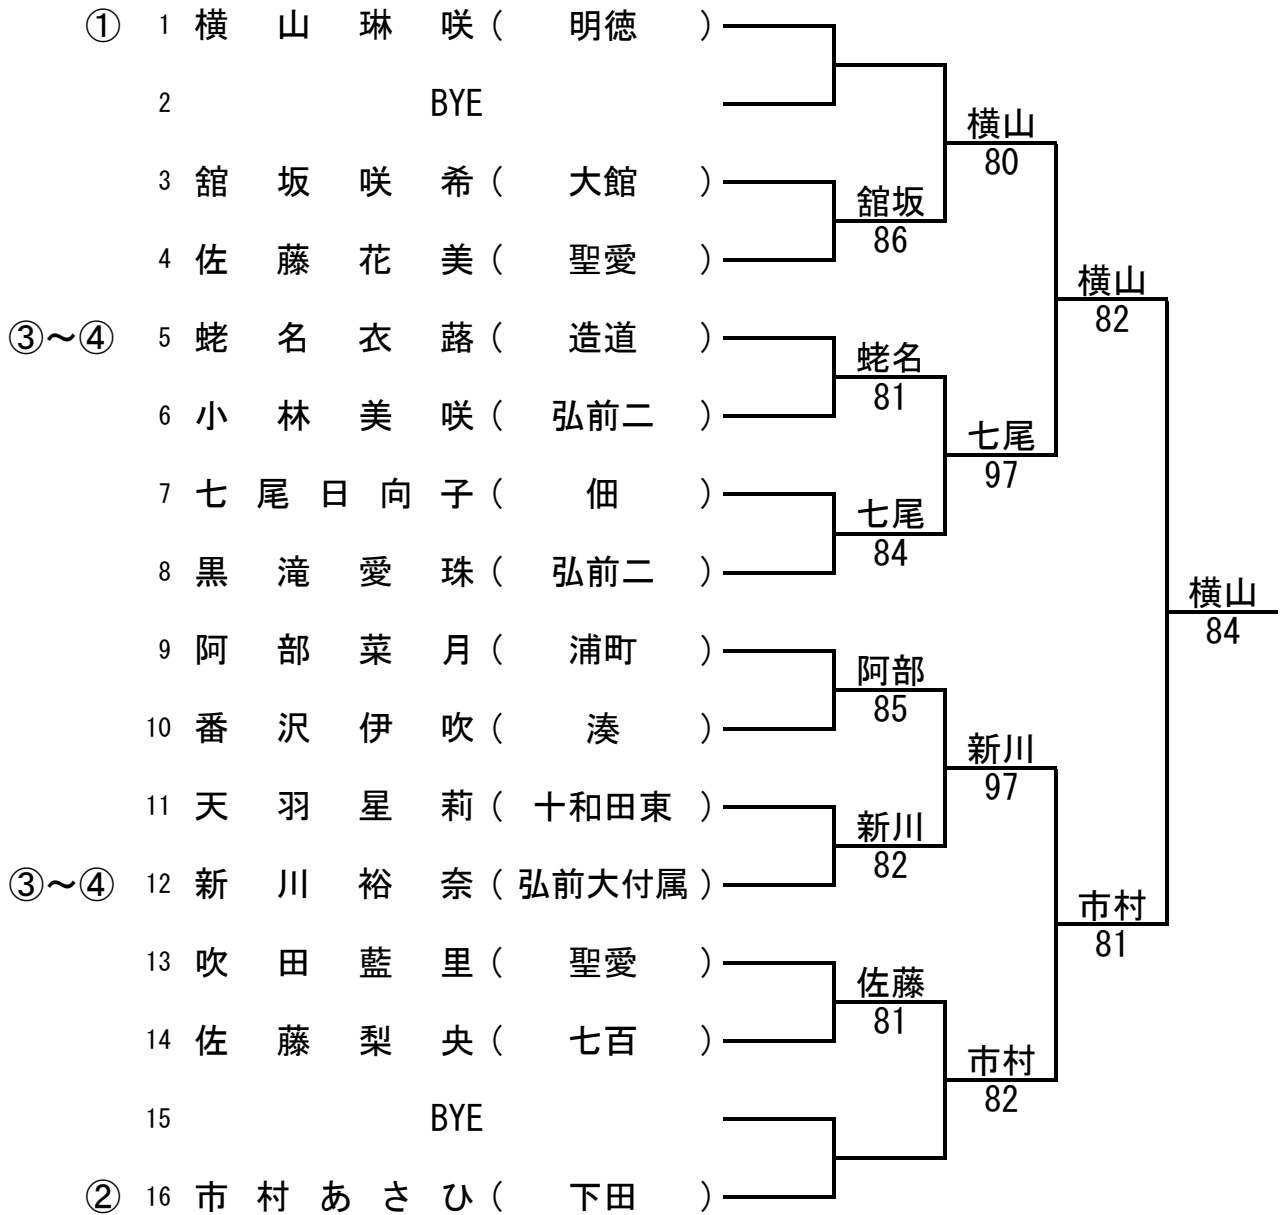 ① 1 横山琳咲(明徳)
2 BYE
横山
80
3 舘坂咲希(大館)
舘坂
86
4 佐藤花美(聖愛)
横山
82
③～④ 5 蛯名衣蕗(造道)
蛯名
81
6 小林美咲(弘前二)
七尾
97
7 七尾日向子(佃)
七尾
84
8 黒滝愛珠(弘前二)
横山
84
9 阿部菜月(浦町)
阿部
85
10 番沢伊吹(湊)
新川
97
11 天羽星莉(十和田東)
新川
82
③～④ 12 新川裕奈(弘前大付属)
市村
81
13 吹田藍里(聖愛)
佐藤
81
14 佐藤梨央(七百)
市村
82
15 BYE
② 16 市村あさひ(下田)